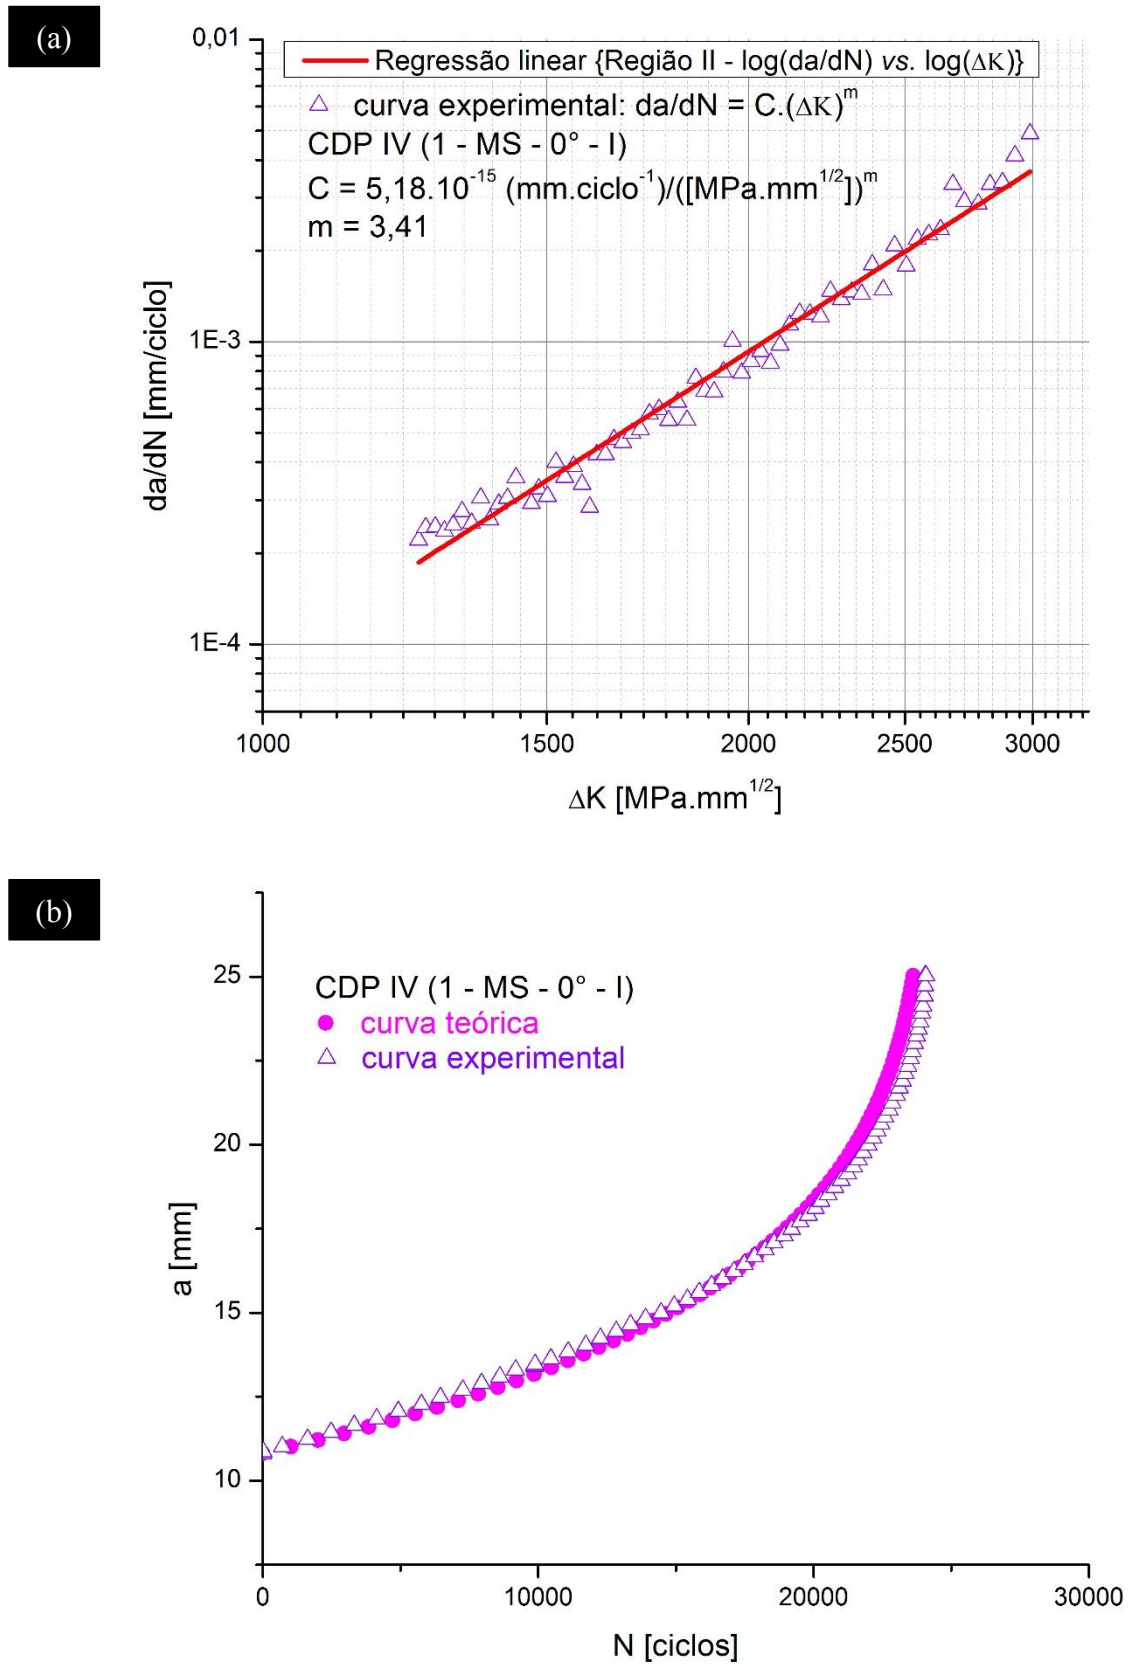 (a)
0,01
Regressão linear {Região II - log(da/dN) vs. log(ΔK)}
curva experimental: da/dN = C.(ΔK)^m
CDP IV (1 - MS - 0° - I)
C = 5,18.10^-15 (mm.ciclo^-1)/([MPa.mm^1/2])^m
m = 3,41
da/dN [mm/ciclo]
1E-3
1E-4
1000 1500 2000 2500 3000
ΔK [MPa.mm^1/2]
(b)
25
CDP IV (1 - MS - 0° - I)
curva teórica
curva experimental
20
a [mm]
15
10
0 10000 20000 30000
N [ciclos]